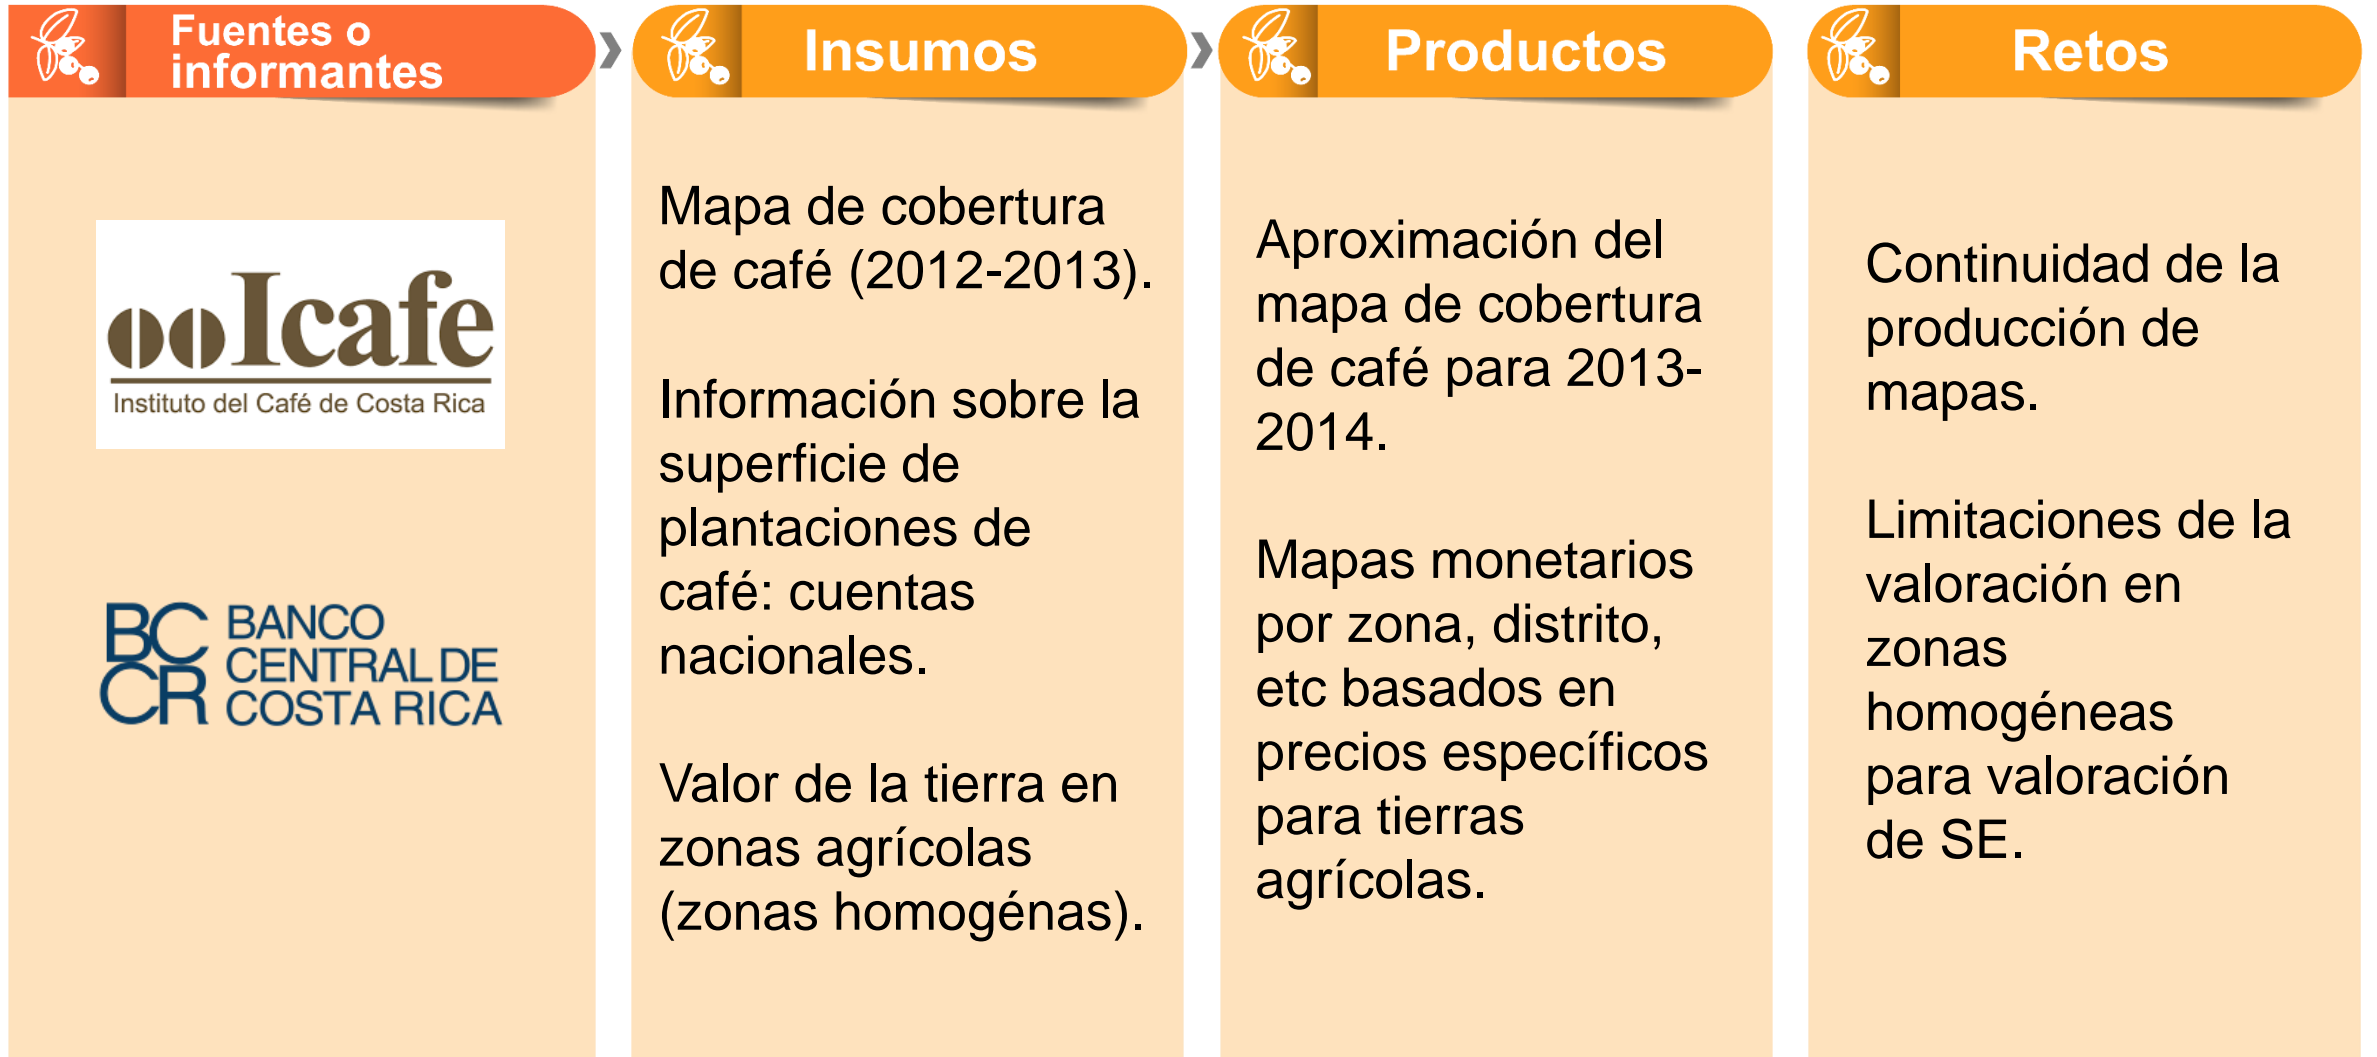 Fuentes o
informantes
Icafe
Instituto del Café de Costa Rica
BC
CR
BANCO
CENTRAL DE
COSTA RICA
Insumos
Mapa de cobertura
de café (2012-2013).
Información sobre la
superficie de
plantaciones de
café: cuentas
nacionales.
Valor de la tierra en
zonas agrícolas
(zonas homogénas).
Productos
Aproximación del
mapa de cobertura
de café para 2013-
2014.
Mapas monetarios
por zona, distrito,
etc basados en
precios específicos
para tierras
agrícolas.
Retos
Continuidad de la
producción de
mapas.
Limitaciones de la
valoración en
zonas
homogéneas
para valoración
de SE.